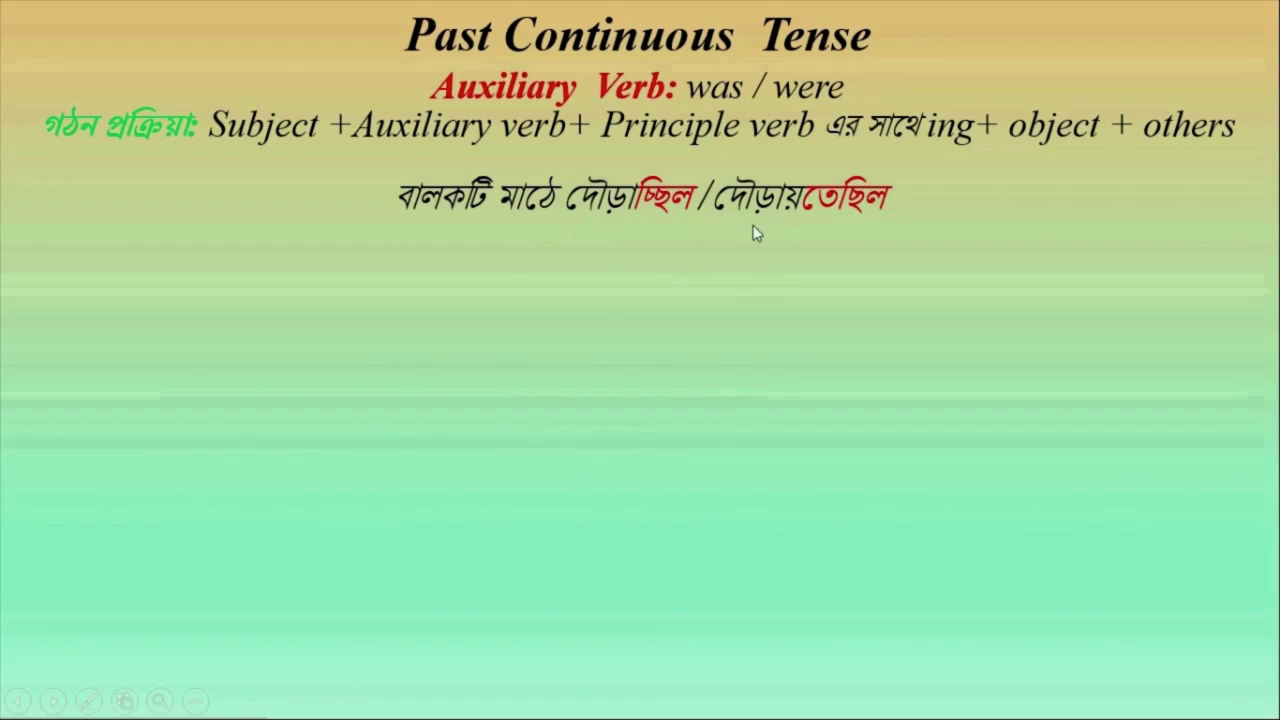 Past Continuous Tense
Auxiliary Verb: was / were
গঠন প্রক্রিয়া: Subject +Auxiliary verb+ Principle verb এর সাথে ing+ object + others
বালকটি মাঠে দৌড়াচ্ছিল / দৌড়ায়তেছিল